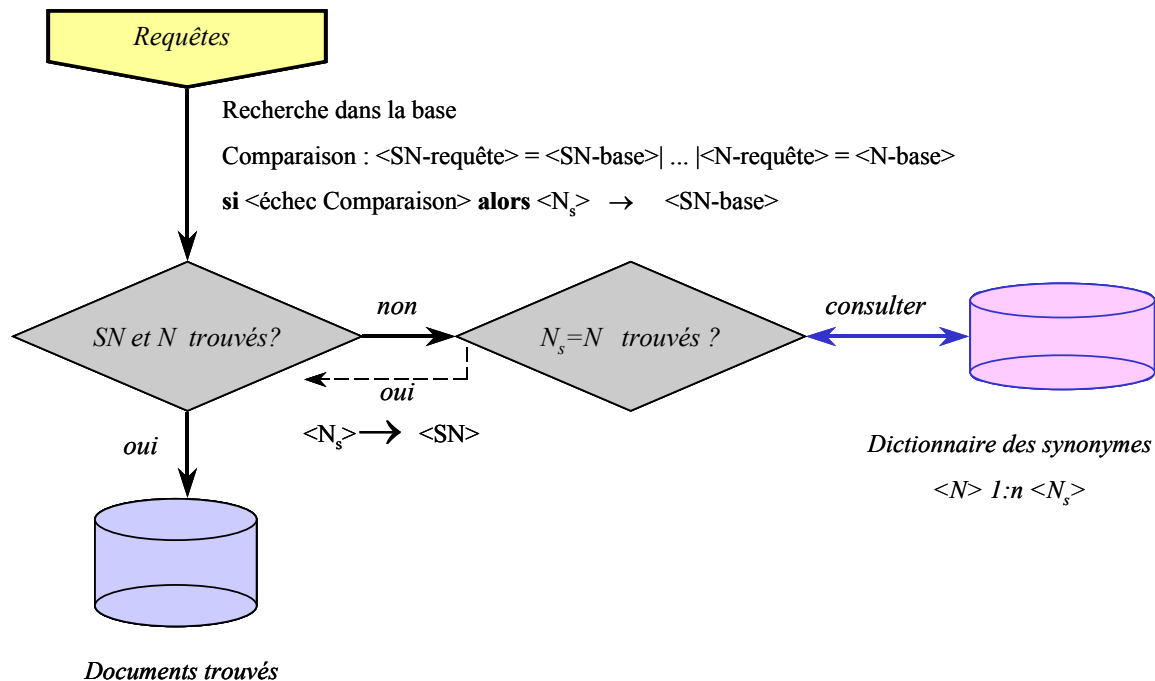 Requêtes
Recherche dans la base
Comparaison : <SN-requête> = <SN-base>| ... |<N-requête> = <N-base>
si <échec Comparaison> alors <Ns> → <SN-base>
SN et N trouvés?
non
Ns=N trouvés ?
consulter
oui
<Ns> → <SN>
oui
Dictionnaire des synonymes
<N> 1:n <Ns>
Documents trouvés